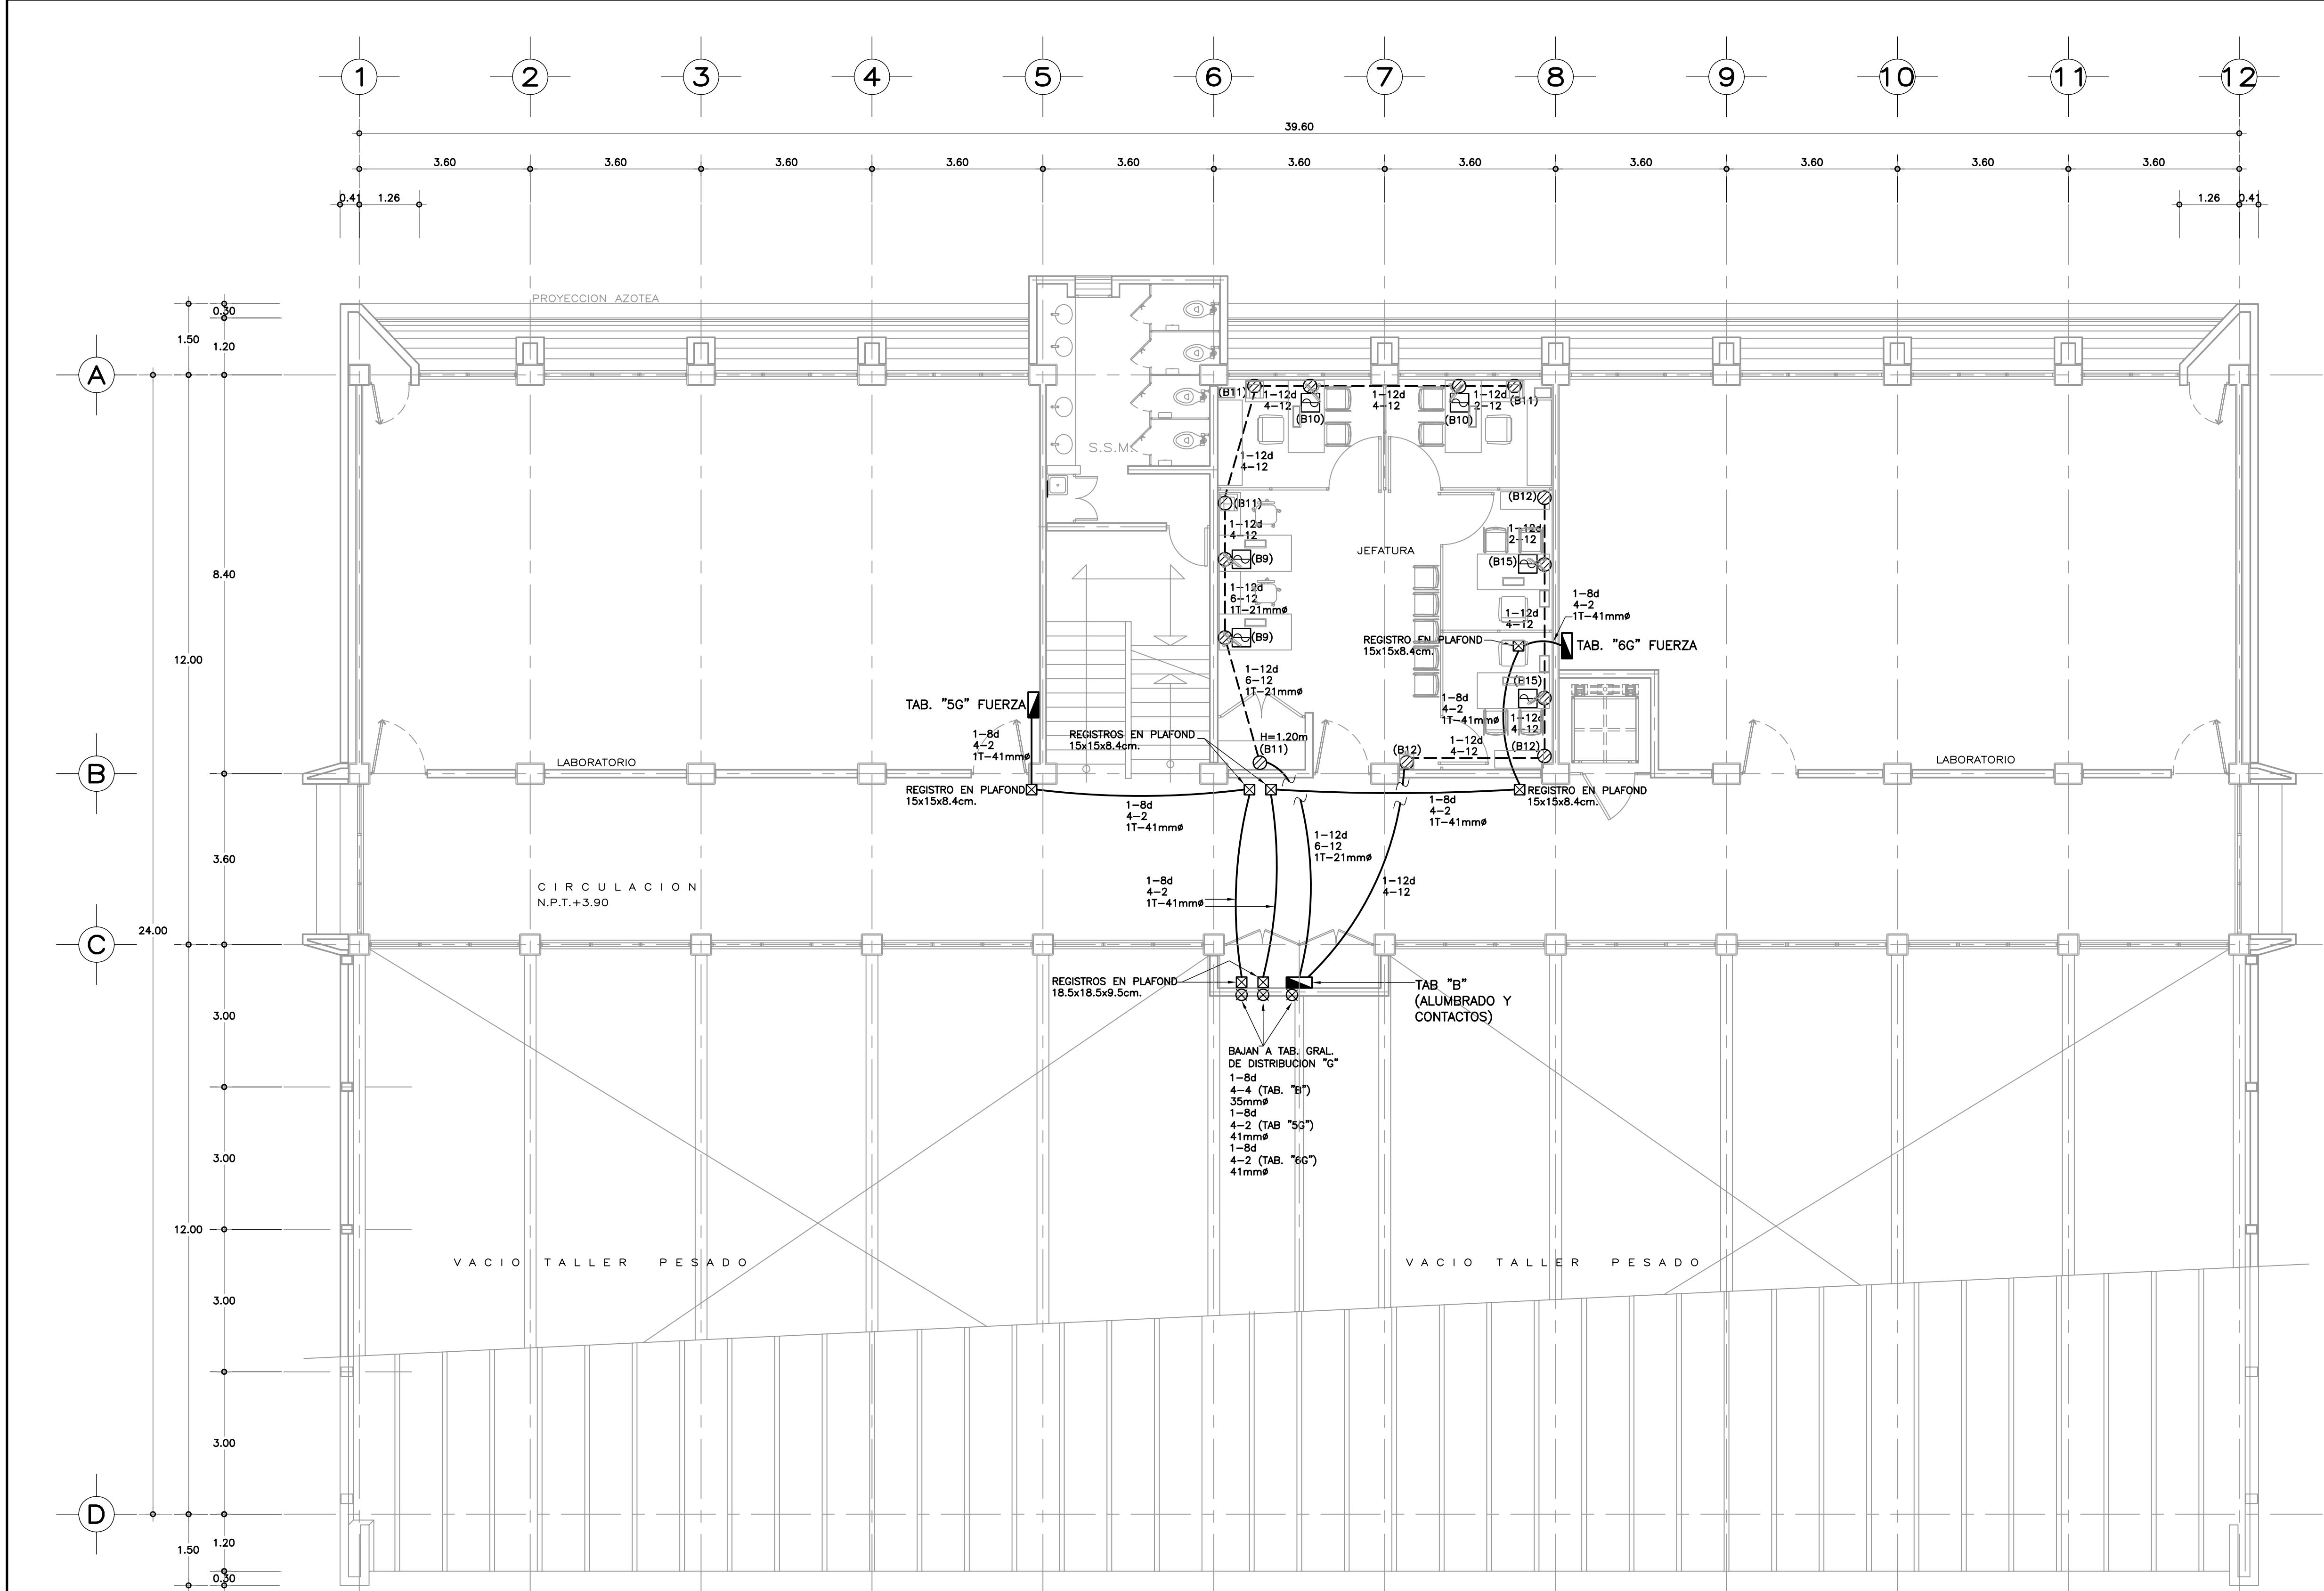 1
2
3
4
5
6
7
8
9
10
11
12
39.60
3.60
3.60
3.60
3.60
3.60
3.60
3.60
3.60
3.60
3.60
3.60
0.41
1.26
1.26
0.41
PROYECCION AZOTEA
0.30
1.50
1.20
A
8.40
12.00
B
3.60
24.00
C
3.00
3.00
12.00
3.00
3.00
D
1.20
1.50
0.30
S.S.M.
(B11)
1-12d
4-12
(B10)
1-12d
4-12
(B10)
1-12d
2-12
(B11)
1-12d
4-12
(B11)
1-12d
4-12
(B9)
1-12d
6-12
1T-21mmø
(B9)
1-12d
6-12
1T-21mmø
H=1.20m
(B11)
JEFATURA
(B12)
1-12d
2-12
(B15)
1-12d
4-12
1-8d
4-2
1T-41mmø
REGISTRO EN PLAFOND
15x15x8.4cm.
TAB. "6G" FUERZA
(B15)
1-8d
4-2
1T-41mmø
1-12d
4-12
1-12d
4-12
(B12)
(B12)
TAB. "5G" FUERZA
1-8d
4-2
1T-41mmø
REGISTROS EN PLAFOND
15x15x8.4cm.
LABORATORIO
LABORATORIO
REGISTRO EN PLAFOND
15x15x8.4cm.
1-8d
4-2
1T-41mmø
1-8d
4-2
1T-41mmø
REGISTRO EN PLAFOND
15x15x8.4cm.
1-12d
6-12
1T-21mmø
1-8d
4-2
1T-41mmø
1-12d
4-12
CIRCULACION
N.P.T.+3.90
REGISTROS EN PLAFOND
18.5x18.5x9.5cm.
TAB "B"
(ALUMBRADO Y
CONTACTOS)
BAJAN A TAB. GRAL.
DE DISTRIBUCION "G"
1-8d
4-4 (TAB. "B")
35mmø
1-8d
4-2 (TAB "5G")
41mmø
1-8d
4-2 (TAB. "6G")
41mmø
VACIO TALLER PESADO
VACIO TALLER PESADO